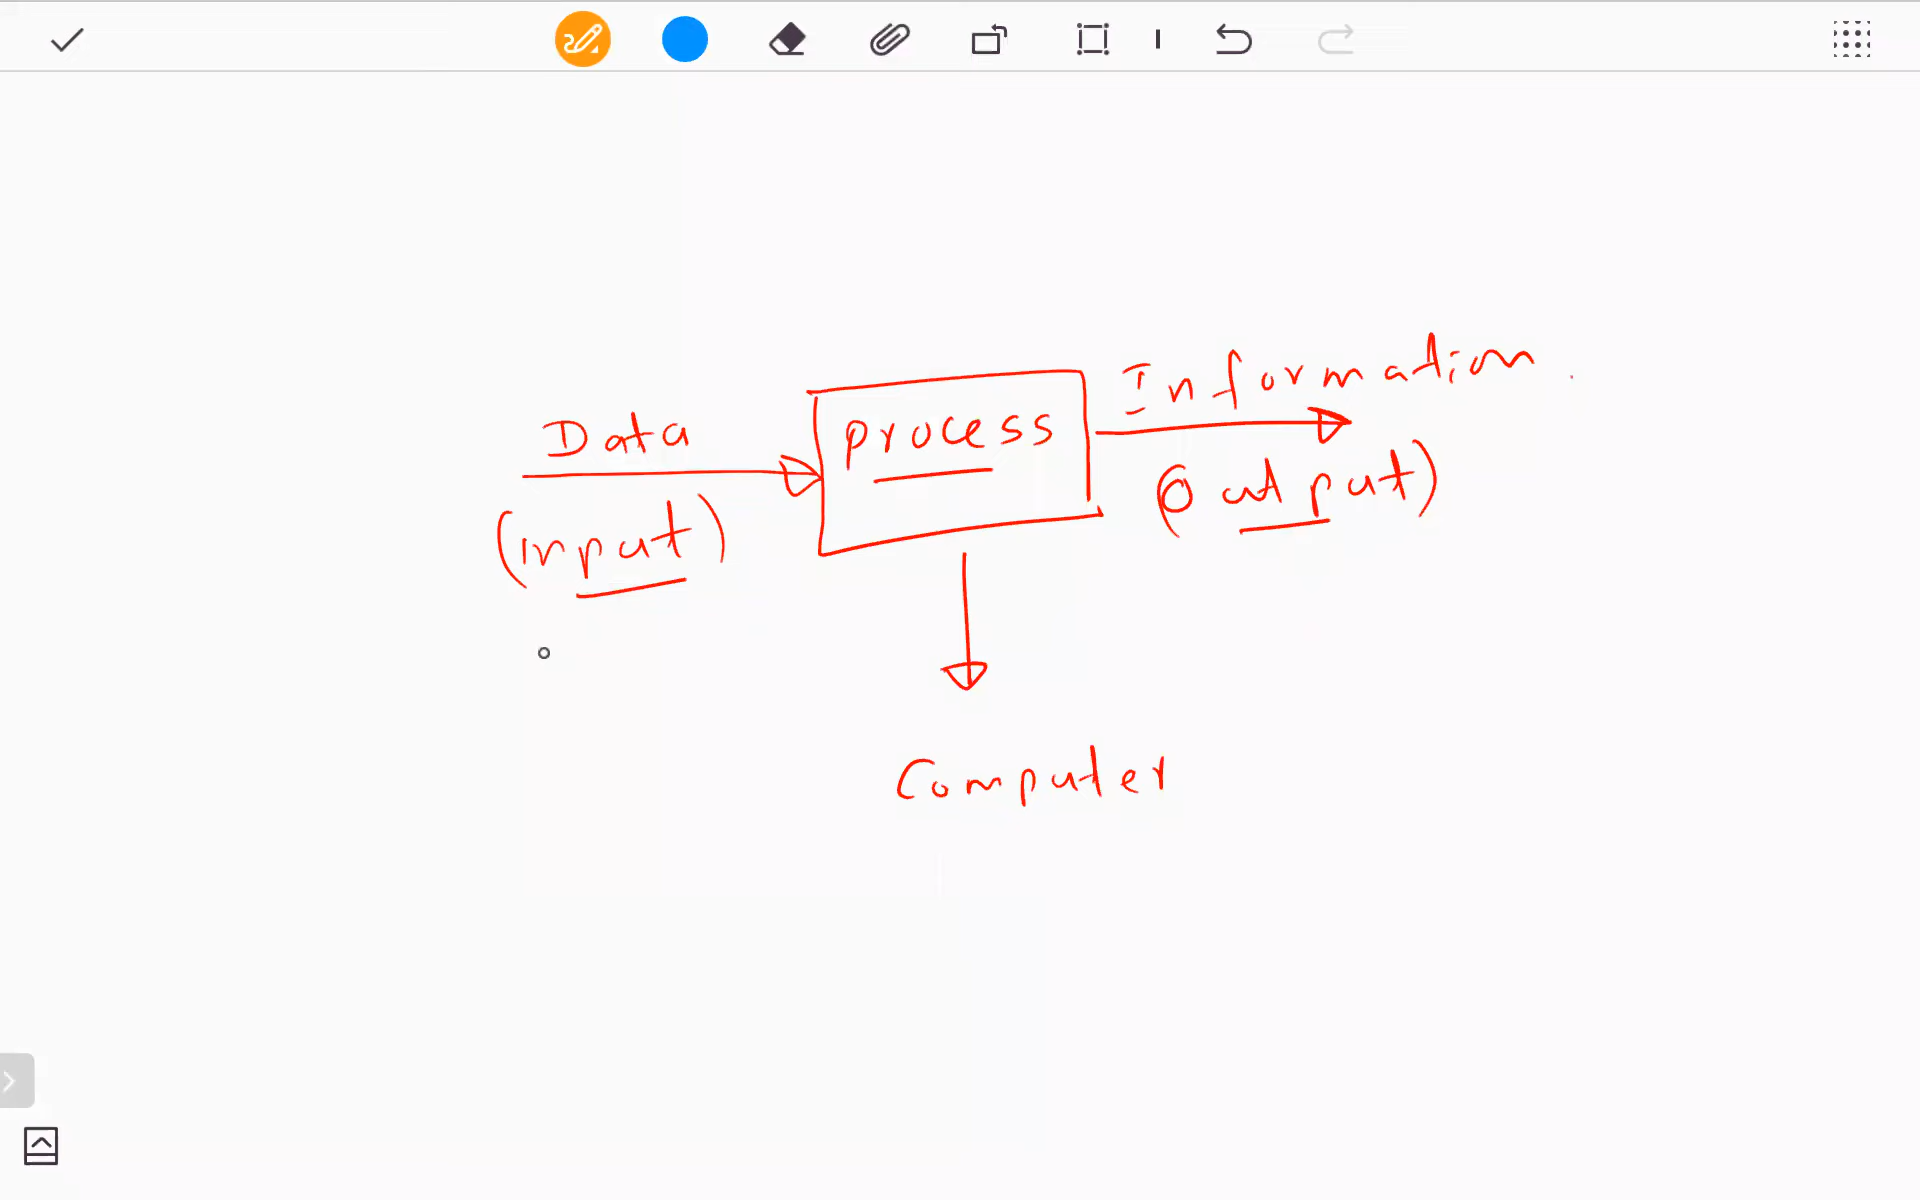 Data
(input)
process
Information
(Output)
Computer